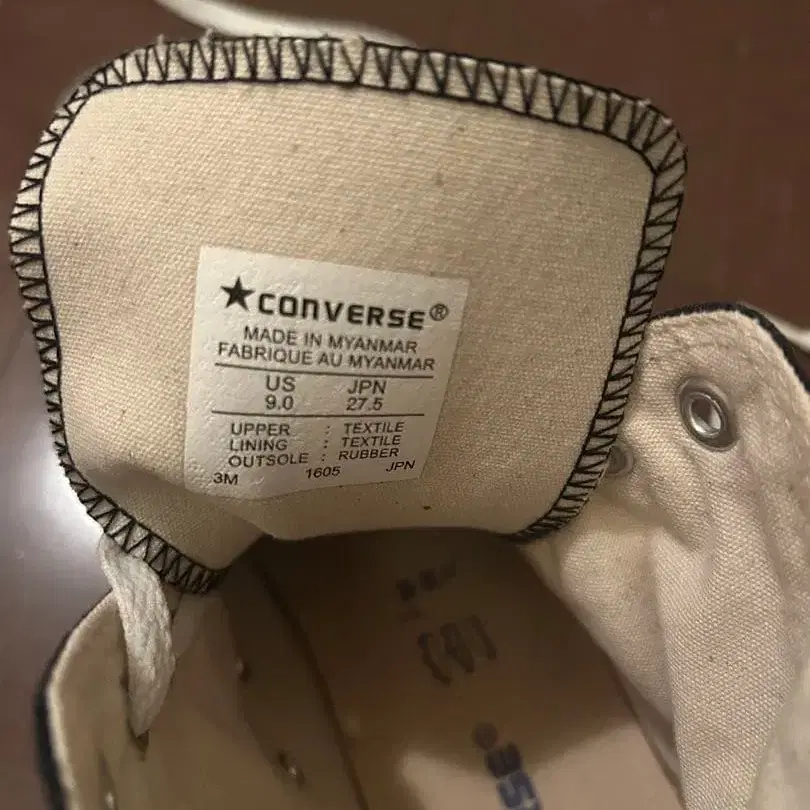 ★CONVERSE®
MADE IN MYANMAR
FABRIQUE AU MYANMAR
US JPN
9.0 27.5
UPPER : TEXTILE
LINING : TEXTILE
OUTSOLE : RUBBER
3M 1605 JPN